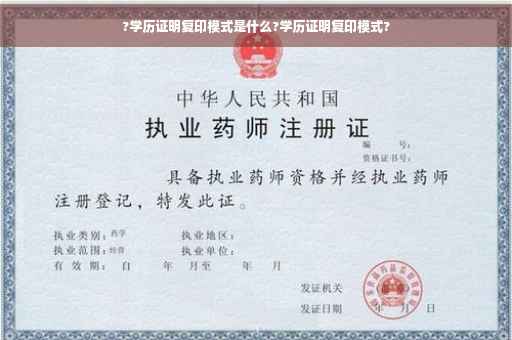 ?学历证明复印模式是什么?学历证明复印模式?
中华人民共和国
执业药师注册证
编 号:
资格证书号:
具备执业药师资格并经执业药师
注册登记，特发此证。
执业类别: 药学
执业地区:
执业范围: 经营
执业单位:
有效期: 自 年 月至 年 月
发证机关
发证日期 年 月 日